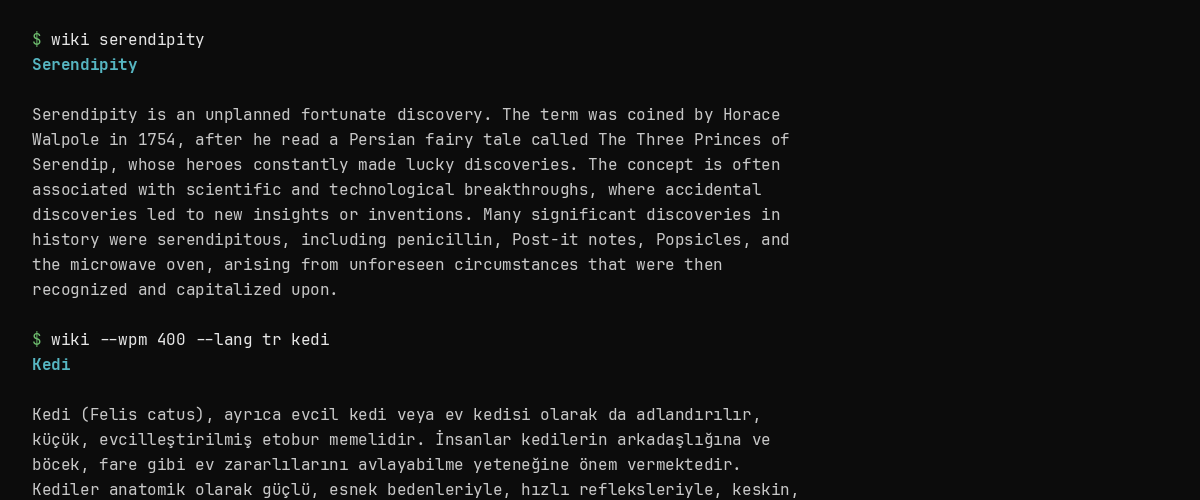 $ wiki serendipity
Serendipity
Serendipity is an unplanned fortunate discovery. The term was coined by Horace
Walpole in 1754, after he read a Persian fairy tale called The Three Princes of
Serendip, whose heroes constantly made lucky discoveries. The concept is often
associated with scientific and technological breakthroughs, where accidental
discoveries led to new insights or inventions. Many significant discoveries in
history were serendipitous, including penicillin, Post-it notes, Popsicles, and
the microwave oven, arising from unforeseen circumstances that were then
recognized and capitalized upon.
$ wiki --wpm 400 --lang tr kedi
Kedi
Kedi (Felis catus), ayrıca evcil kedi veya ev kedisi olarak da adlandırılır,
küçük, evcilleştirilmiş etobur memelidir. İnsanlar kedilerin arkadaşlığına ve
böcek, fare gibi ev zararlılarını avlayabilme yeteneğine önem vermektedir.
Kediler anatomik olarak güçlü, esnek bedenleriyle, hızlı refleksleriyle, keskin,